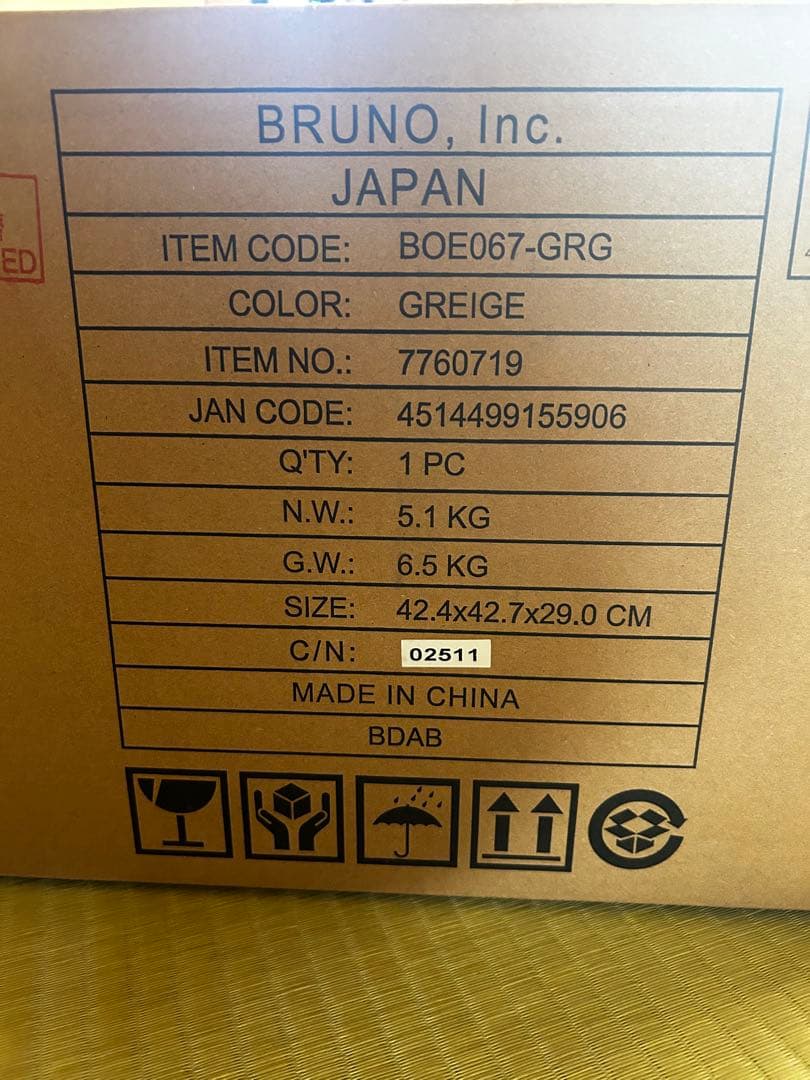 BRUNO, Inc.
JAPAN
ITEM CODE: BOE067-GRG
COLOR: GREIGE
ITEM NO.: 7760719
JAN CODE: 4514499155906
Q'TY: 1 PC
N.W.: 5.1 KG
G.W.: 6.5 KG
SIZE: 42.4x42.7x29.0 CM
C/N: 02511
MADE IN CHINA
BDAB
ED